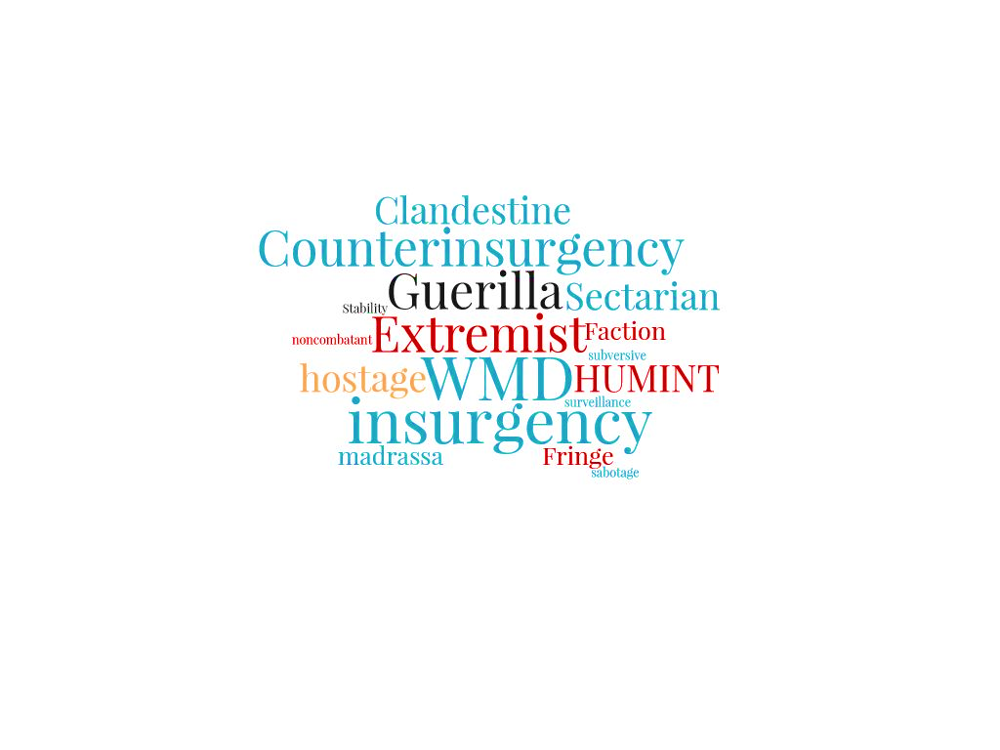 Clandestine
Counterinsurgency
Guerilla Sectarian
Stability
Extremist Faction
noncombatant
subversive
hostage WMD HUMINT
surveillance
insurgency
madrassa Fringe
sabotage